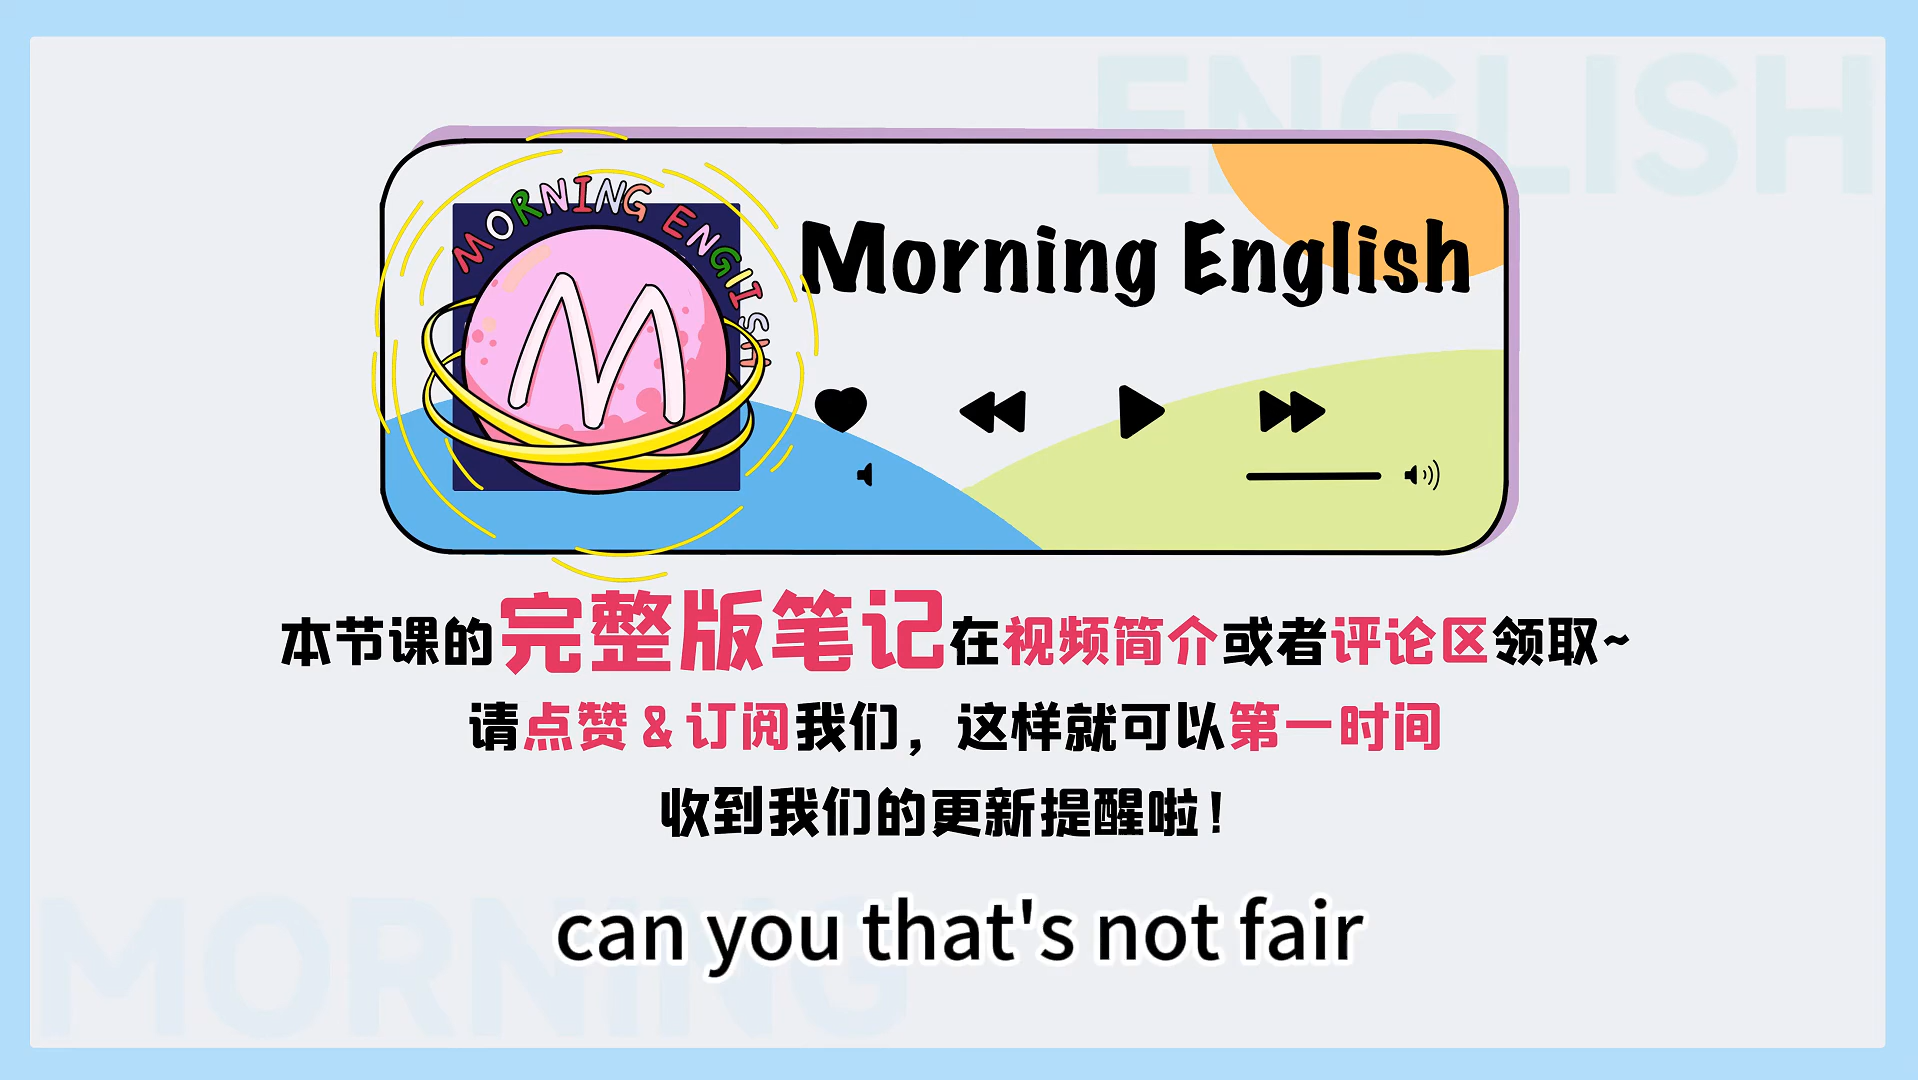 ENGLISH
MORNING ENGLISH
M
Morning English
本节课的完整版笔记在视频简介或者评论区领取~
请点赞&订阅我们，这样就可以第一时间
收到我们的更新提醒啦！
MORNING
can you that's not fair